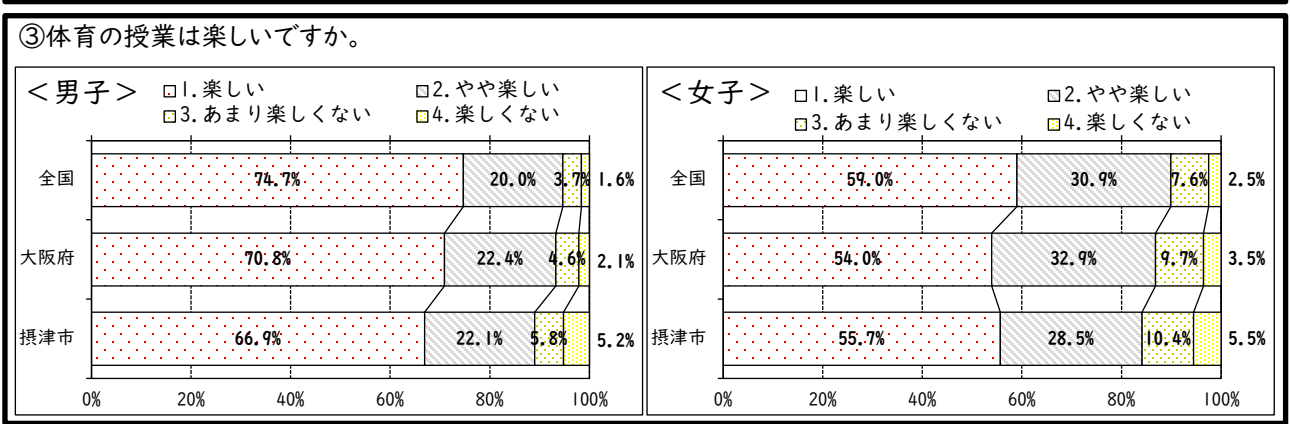 ③体育の授業は楽しいですか。
＜男子＞ 1.楽しい 2.やや楽しい
3.あまり楽しくない 4.楽しくない
全国 74.7% 20.0% 3.7% 1.6%
大阪府 70.8% 22.4% 4.6% 2.1%
摂津市 66.9% 22.1% 5.8% 5.2%
0% 20% 40% 60% 80% 100%
＜女子＞ 1.楽しい 2.やや楽しい
3.あまり楽しくない 4.楽しくない
全国 59.0% 30.9% 7.6% 2.5%
大阪府 54.0% 32.9% 9.7% 3.5%
摂津市 55.7% 28.5% 10.4% 5.5%
0% 20% 40% 60% 80% 100%